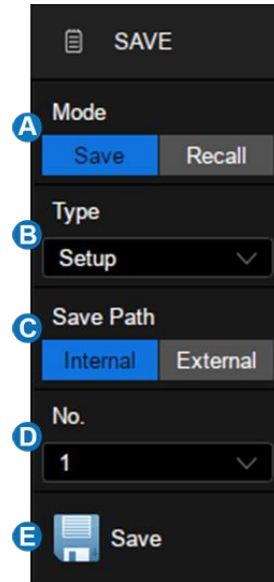 SAVE
A
Mode
Save Recall
B
Type
Setup
C
Save Path
Internal External
D
No.
1
E
Save